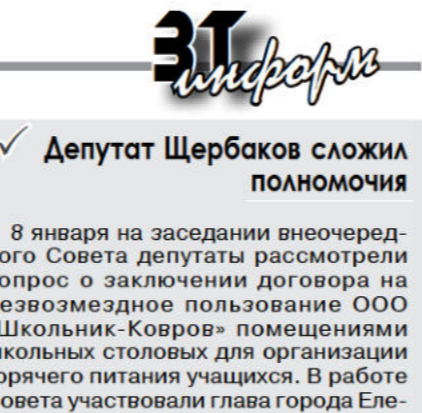 ЗТ
информ
Депутат Щербаков сложил
полномочия
8 января на заседании внеочеред-
ого Совета депутаты рассмотрели
опрос о заключении договора на
езвозмездное пользование ООО
Школьник-Ковров» помещениями
кольных столовых для организации
орячего питания учащихся. В работе
овета участвовали глава города Еле-